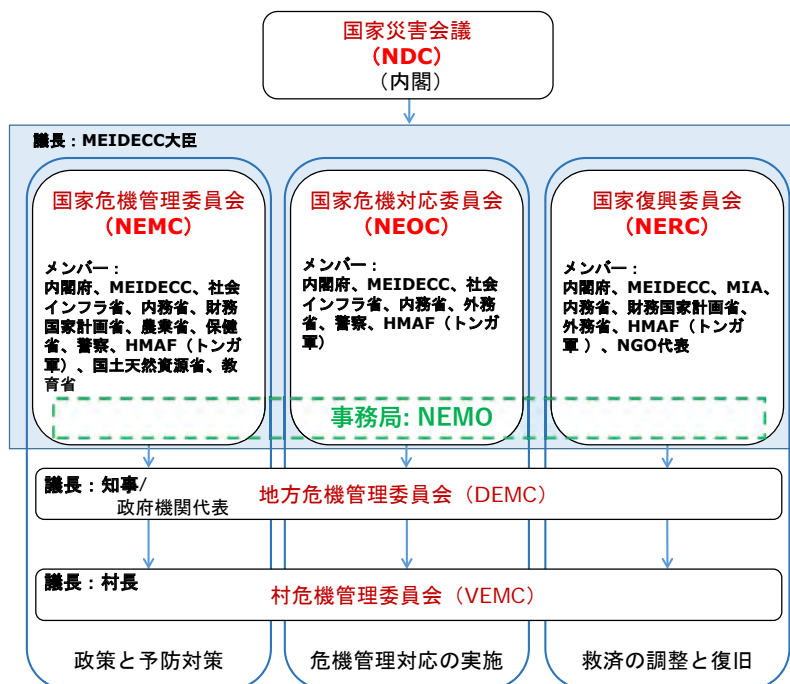 国家災害会議
（NDC）
（内閣）
議長：MEIDECC大臣
国家危機管理委員会
（NEMC）
メンバー：
内閣府、MEIDECC、社会
インフラ省、内務省、財務
国家計画省、農業省、保健
省、警察、HMAF（トンガ
軍）、国土天然資源省、教
育省
国家危機対応委員会
（NEOC）
メンバー：
内閣府、MEIDECC、社会
インフラ省、内務省、外務
省、警察、HMAF（トンガ
軍）
国家復興委員会
（NERC）
メンバー：
内閣府、MEIDECC、MIA、
内務省、財務国家計画省、
外務省、HMAF（トンガ
軍 ）、NGO代表
事務局: NEMO
議長：知事/
政府機関代表
地方危機管理委員会（DEMC）
議長：村長
村危機管理委員会（VEMC）
政策と予防対策
危機管理対応の実施
救済の調整と復旧